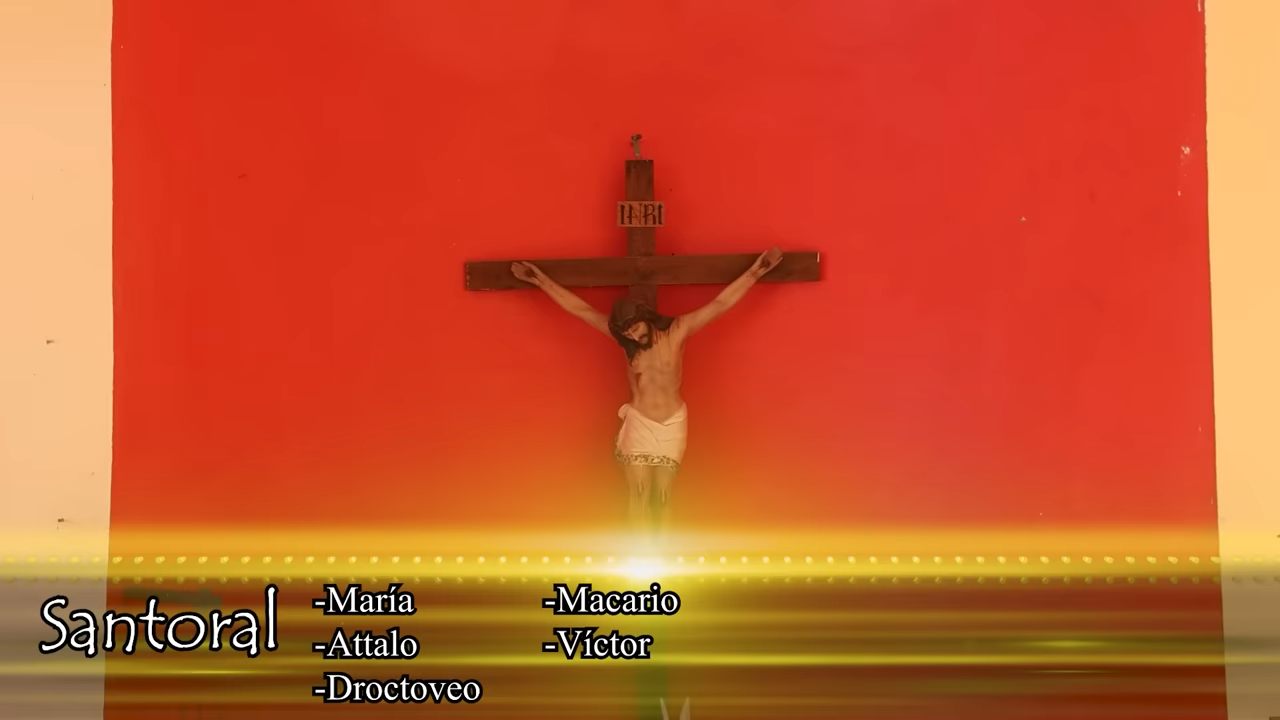 INRI
Santoral
-María
-Attalo
-Droctoveo
-Macario
-Víctor